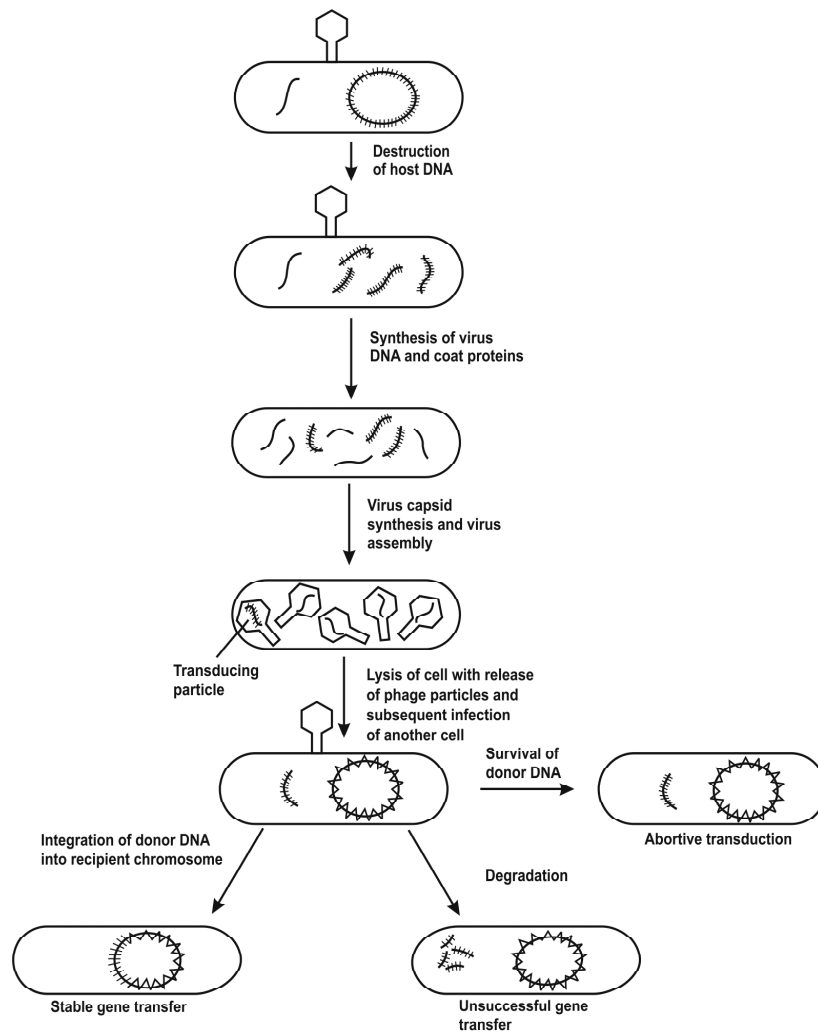 Destruction
of host DNA
Synthesis of virus
DNA and coat proteins
Virus capsid
synthesis and virus
assembly
Transducing
particle
Lysis of cell with release
of phage particles and
subsequent infection
of another cell
Survival of
donor DNA
Abortive transduction
Integration of donor DNA
into recipient chromosome
Degradation
Stable gene transfer
Unsuccessful gene
transfer